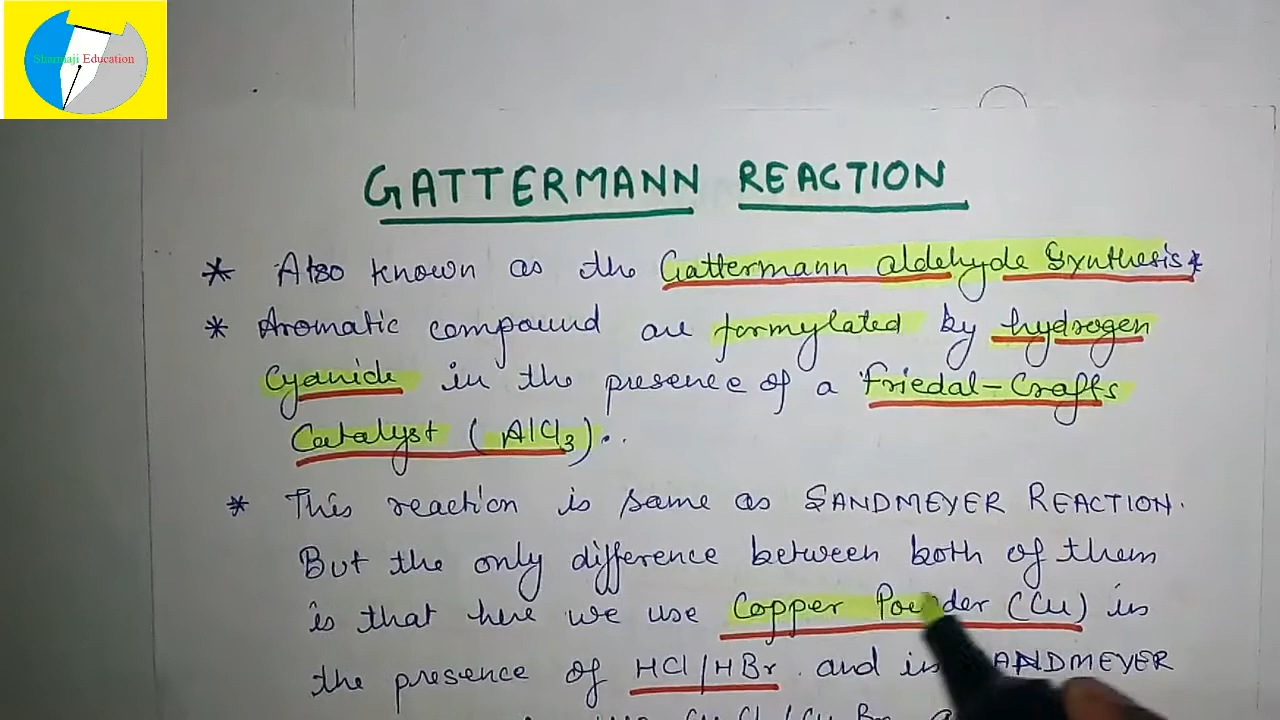 Sharmaji Education
GATTERMANN REACTION
* Also known as the Gattermann aldehyde Synthesis *
* Aromatic compound are formylated by hydrogen
Cyanide in the presence of a Friedal-Crafts
Catalyst (AlCl3)..
* This reaction is same as SANDMEYER REACTION.
But the only difference between both of them
is that here we use Copper Powder (Cu) in
the presence of HCl/HBr and in SANDMEYER